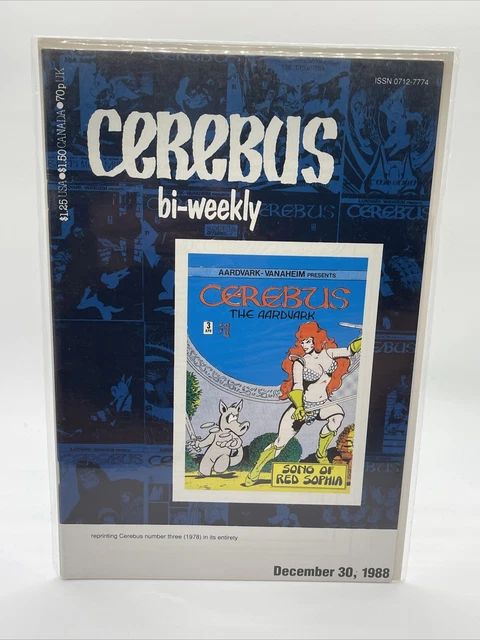 ISSN 0712-7774
$1.25 USA●$1.50 CANADA●70p UK
CEREBUS
bi-weekly
AARDVARK-VANAHEIM PRESENTS
CEREBUS
THE AARDVARK
3
$1
SONG OF
RED SOPHIA
reprinting Cerebus number three (1978) in its entirety
December 30, 1988